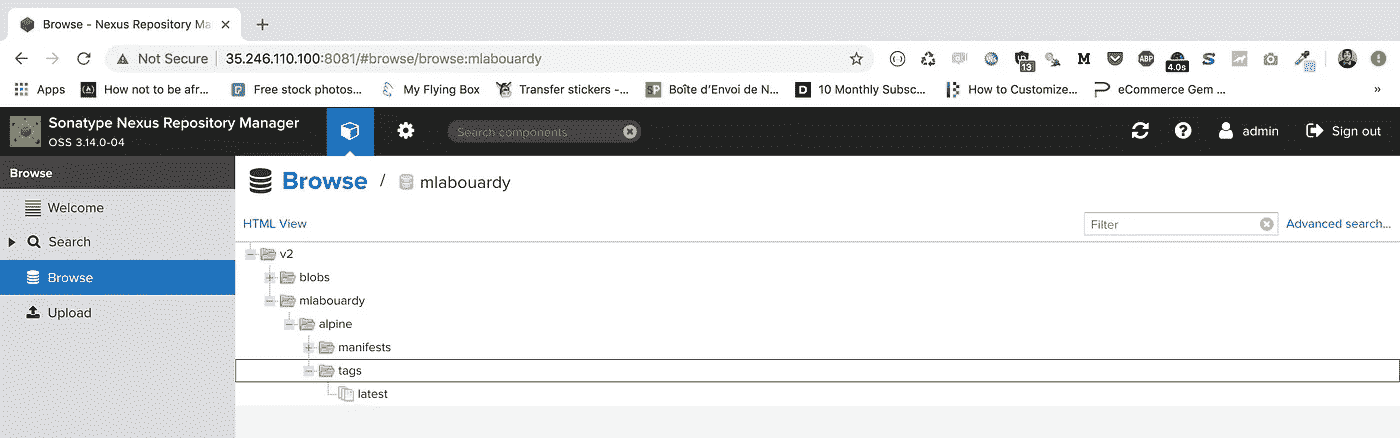 Browse - Nexus Repository Ma
Not Secure 35.246.110.100:8081/#browse/browse:mlabouardy
13 M ABP 4.0s S
Apps How not to be afr... Free stock photos... My Flying Box Transfer stickers -... SP Boîte d'Envoi de N... D 10 Monthly Subsc... How to Customize... eCommerce Gem ... »
Sonatype Nexus Repository Manager
OSS 3.14.0-04
Search components
admin Sign out
Browse
Welcome
Search
Browse
Upload
Browse / mlabouardy
HTML View Filter Advanced search...
v2
blobs
mlabouardy
alpine
manifests
tags
latest